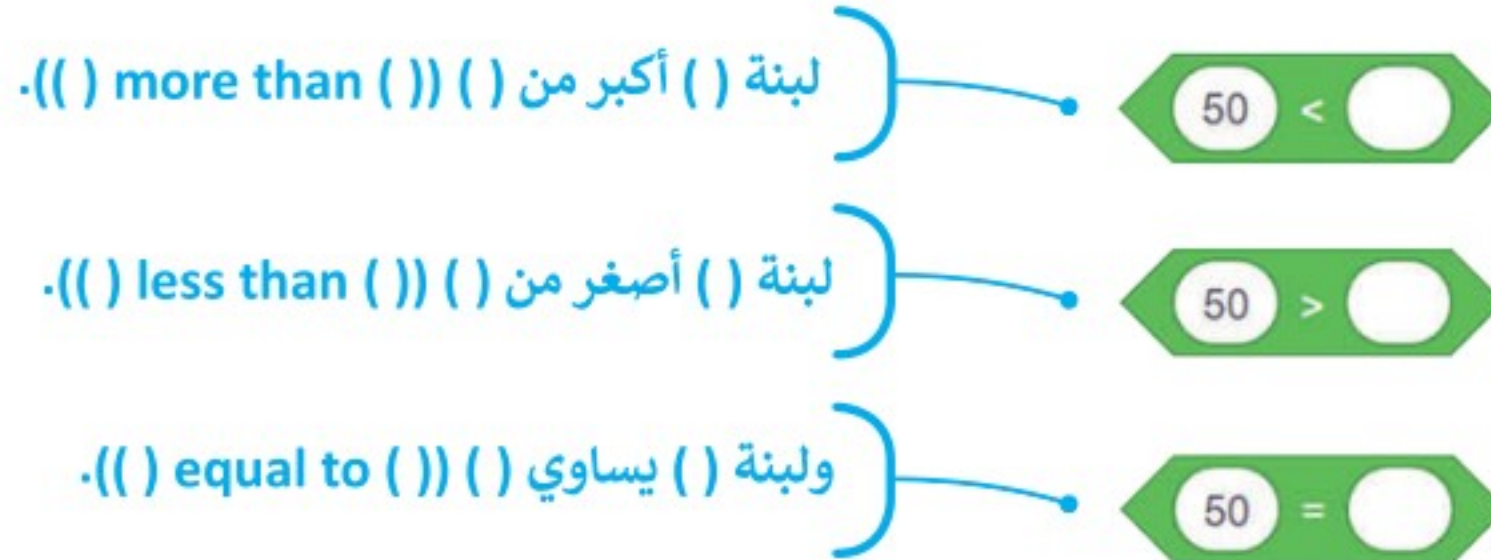 لبنة ( ) أكبر من ( ) (( ) more than ( )).
50 < 
لبنة ( ) أصغر من ( ) (( ) less than ( )).
50 > 
ولبنة ( ) يساوي ( ) (( ) equal to ( )).
50 =